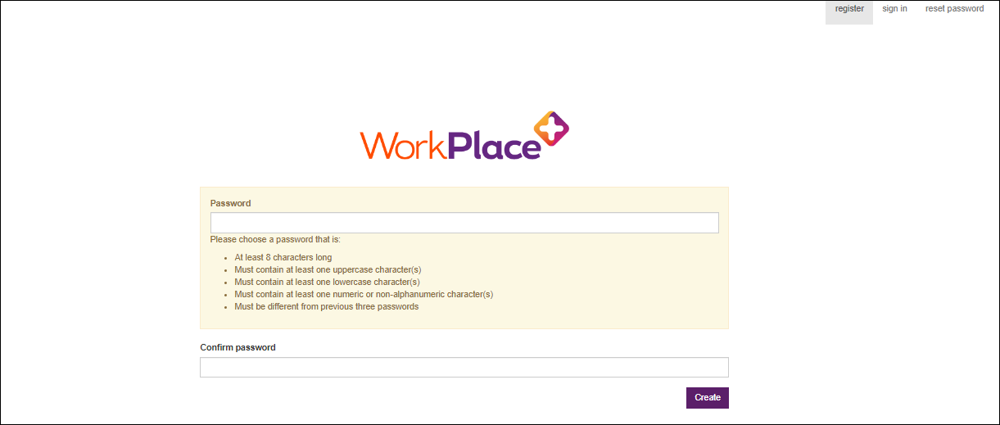 register sign in reset password
WorkPlace
Password
Please choose a password that is:
• At least 8 characters long
• Must contain at least one uppercase character(s)
• Must contain at least one lowercase character(s)
• Must contain at least one numeric or non-alphanumeric character(s)
• Must be different from previous three passwords
Confirm password
Create